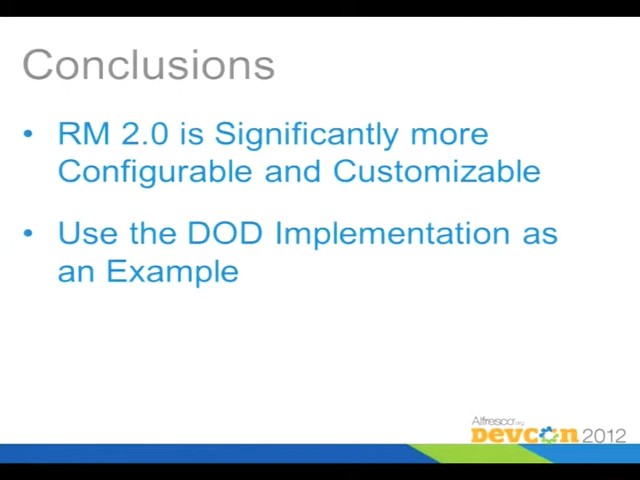 Conclusions
• RM 2.0 is Significantly more
Configurable and Customizable
• Use the DOD Implementation as
an Example
Alfresco.org
DEVCON 2012